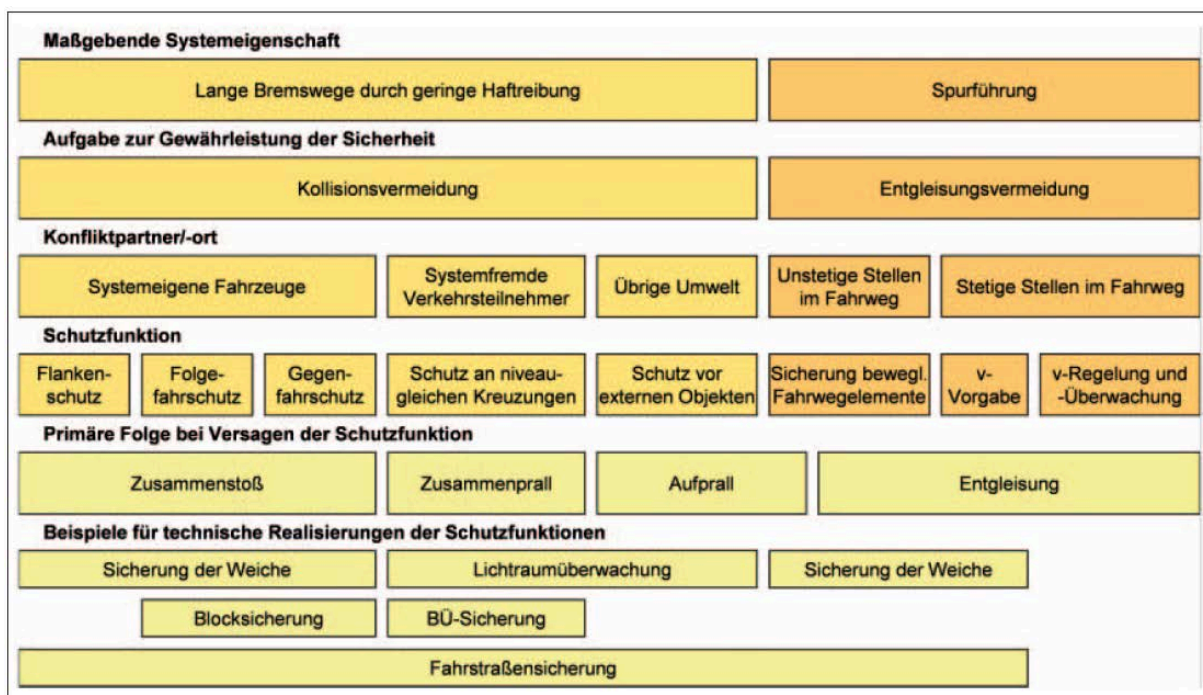 Maßgebende Systemeigenschaft
Lange Bremswege durch geringe Haftreibung
Spurführung
Aufgabe zur Gewährleistung der Sicherheit
Kollisionsvermeidung
Entgleisungsvermeidung
Konfliktpartner/-ort
Systemeigene Fahrzeuge
Systemfremde
Verkehrsteilnehmer
Übrige Umwelt
Unstetige Stellen
im Fahrweg
Stetige Stellen im Fahrweg
Schutzfunktion
Flanken-
schutz
Folge-
fahrschutz
Gegen-
fahrschutz
Schutz an niveau-
gleichen Kreuzungen
Schutz vor
externen Objekten
Sicherung bewegl.
Fahrwegelemente
v-
Vorgabe
v-Regelung und
-Überwachung
Primäre Folge bei Versagen der Schutzfunktion
Zusammenstoß
Zusammenprall
Aufprall
Entgleisung
Beispiele für technische Realisierungen der Schutzfunktionen
Sicherung der Weiche
Lichtraumüberwachung
Sicherung der Weiche
Blocksicherung
BÜ-Sicherung
Fahrstraßensicherung